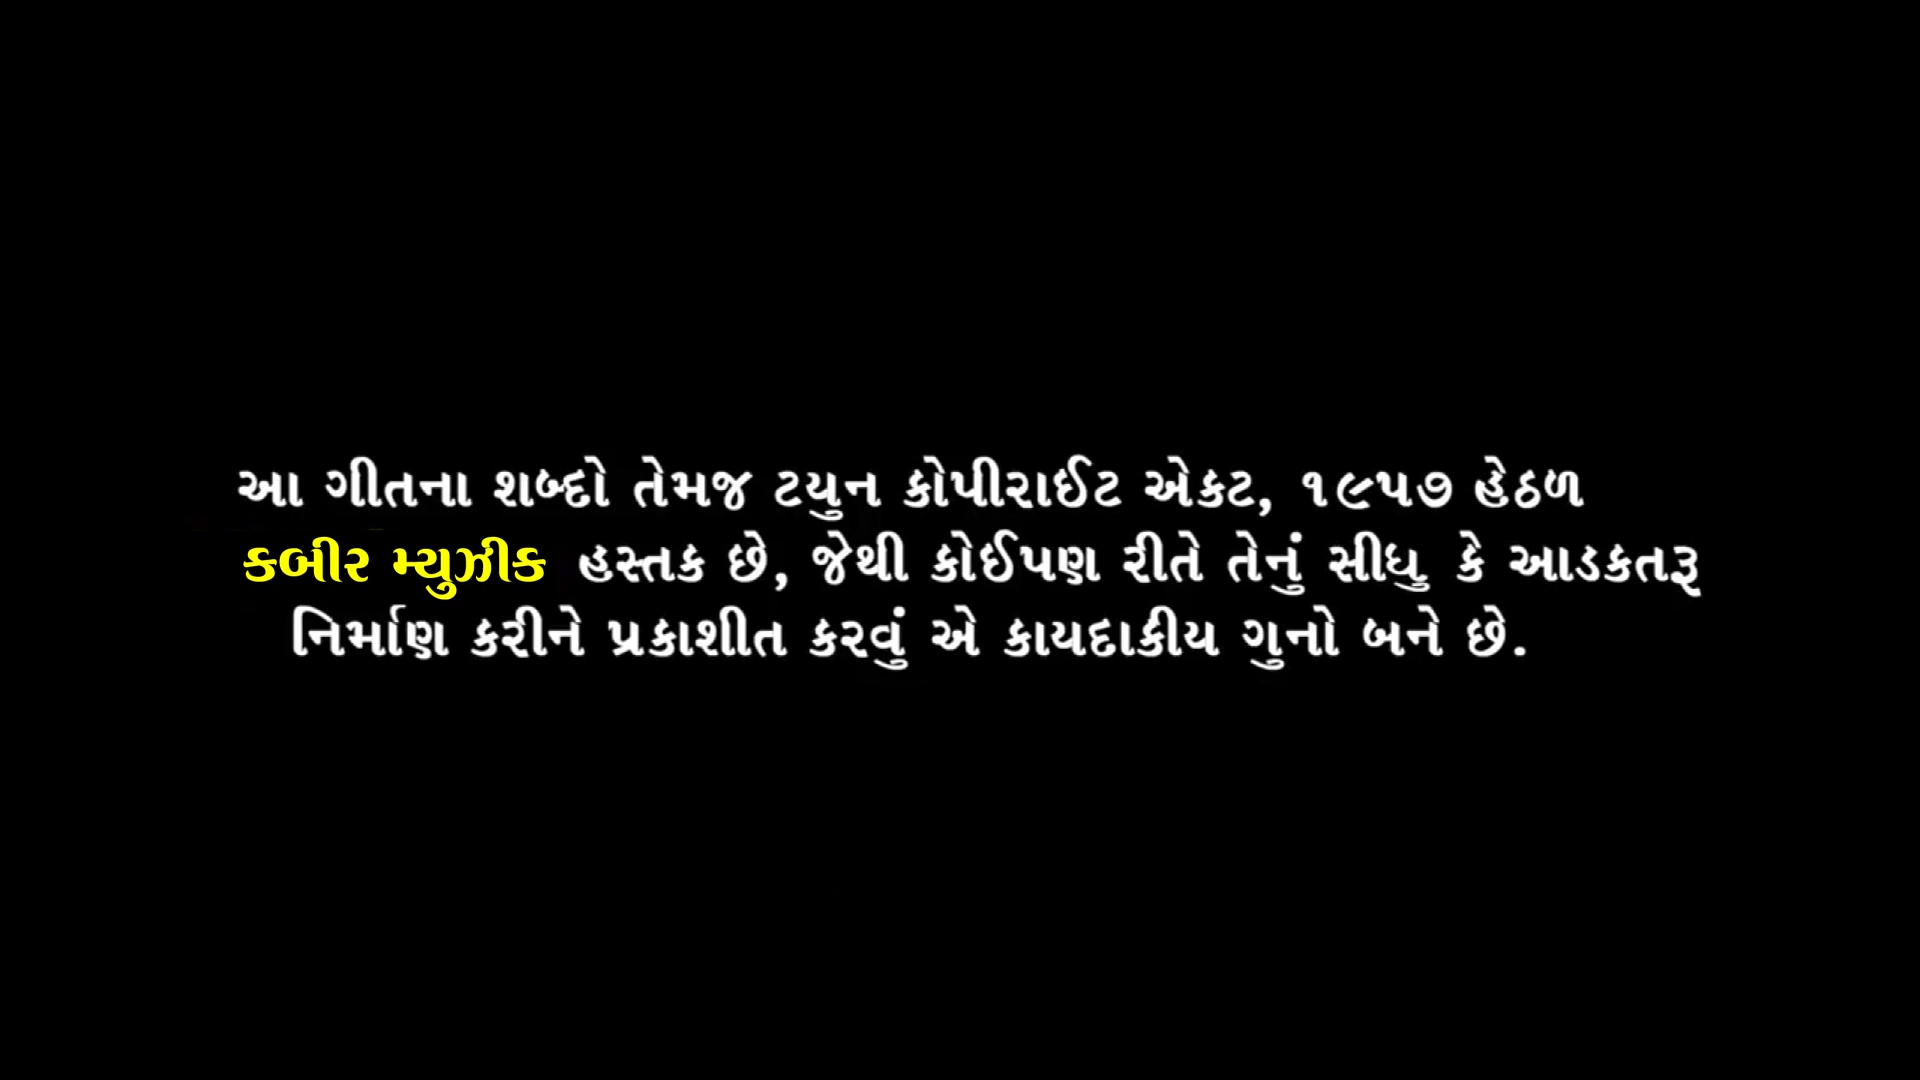 આ ગીતના શબ્દો તેમજ ટયુન કોપીરાઈટ એકટ, ૧૯૫૭ હેઠળ
કબીર મ્યુઝીક હસ્તક છે, જેથી કોઈપણ રીતે તેનું સીધુ કે આડકતરૂ
નિર્માણ કરીને પ્રકાશીત કરવું એ કાયદાકીય ગુનો બને છે.